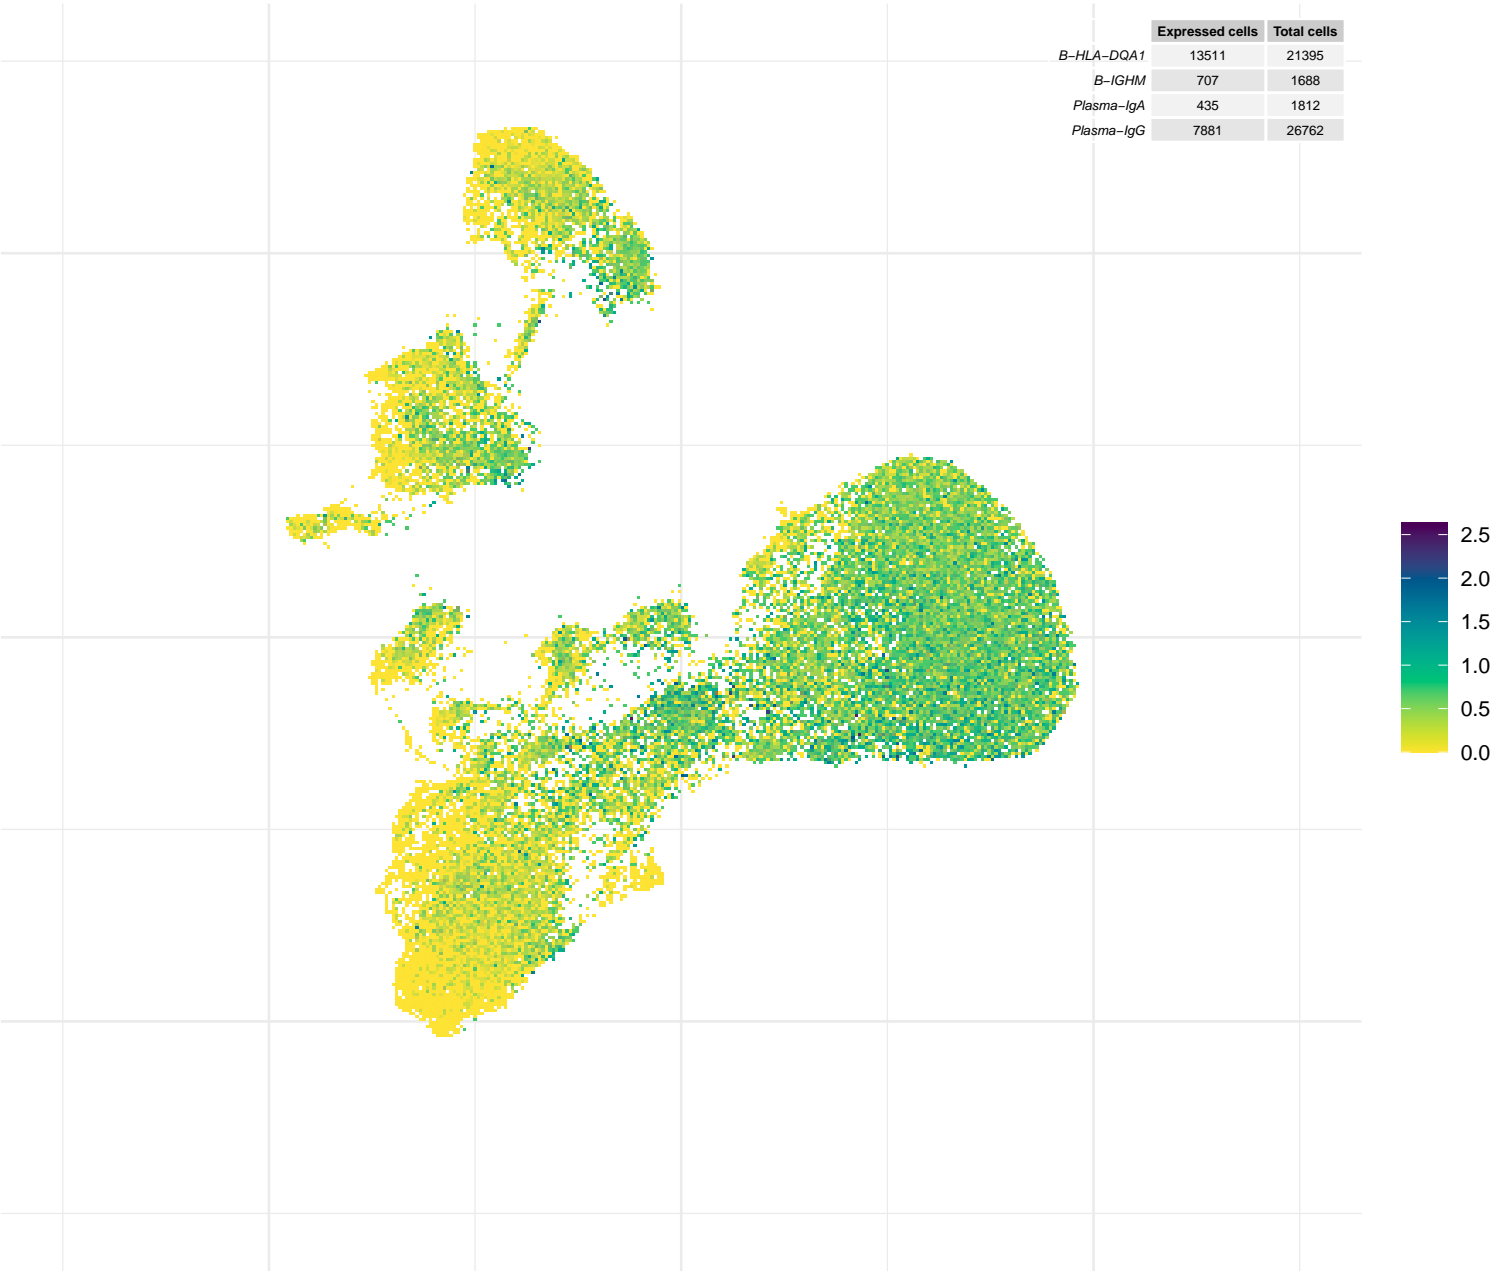 Expressed cells Total cells
B−HLA−DQA1 13511 21395
B−IGHM 707 1688
Plasma−IgA 435 1812
Plasma−IgG 7881 26762
2.5
2.0
1.5
1.0
0.5
0.0